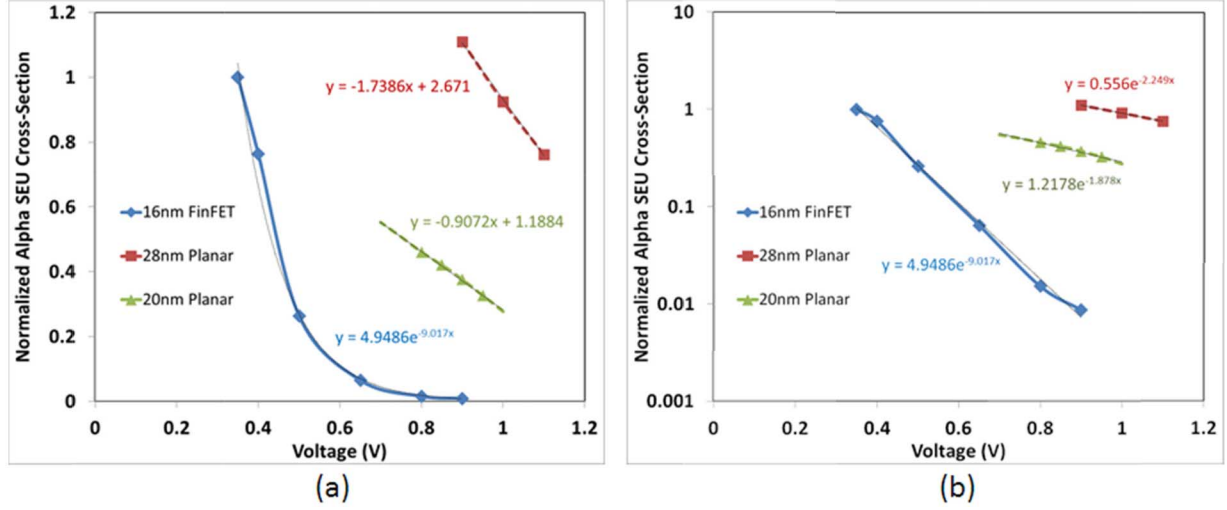 Normalized Alpha SEU Cross-Section
1.2
1
0.8
0.6
0.4
0.2
0
y = -1.7386x + 2.671
16nm FinFET
28nm Planar
20nm Planar
y = -0.9072x + 1.1884
y = 4.9486e^-9.017x
0 0.2 0.4 0.6 0.8 1 1.2
Voltage (V)
(a)
Normalized Alpha SEU Cross-Section
10
1
0.1
0.01
0.001
y = 0.556e^-2.249x
y = 1.2178e^-1.878x
16nm FinFET
28nm Planar
20nm Planar
y = 4.9486e^-9.017x
0 0.2 0.4 0.6 0.8 1 1.2
Voltage (V)
(b)